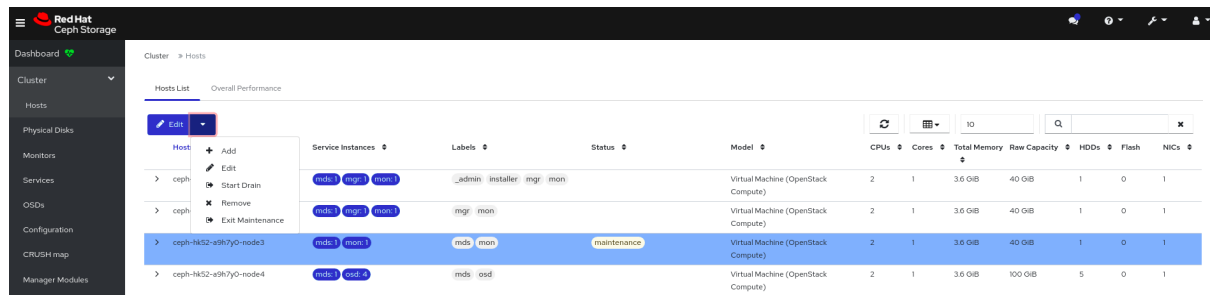 Red Hat
Ceph Storage
Dashboard
Cluster » Hosts
Cluster
Hosts
Physical Disks
Monitors
Services
OSDs
Configuration
CRUSH map
Manager Modules
Hosts List Overall Performance
Edit 10
Add
Edit
Start Drain
Remove
Exit Maintenance
Service Instances Labels Status Model CPUs Cores Total Memory Raw Capacity HDDs Flash NICs
mds: 1 mgr: 1 mon: 1 _admin installer mgr mon Virtual Machine (OpenStack 2 1 3.6 GiB 40 GiB 1 0 1
Compute)
mds: 1 mgr: 1 mon: 1 mgr mon Virtual Machine (OpenStack 2 1 3.6 GiB 40 GiB 1 0 1
Compute)
ceph-hk52-a9h7y0-node3 mds: 1 mon: 1 mds mon maintenance Virtual Machine (OpenStack 2 1 3.6 GiB 40 GiB 1 0 1
Compute)
ceph-hk52-a9h7y0-node4 mds: 1 osd: 4 mds osd Virtual Machine (OpenStack 2 1 3.6 GiB 100 GiB 5 0 1
Compute)